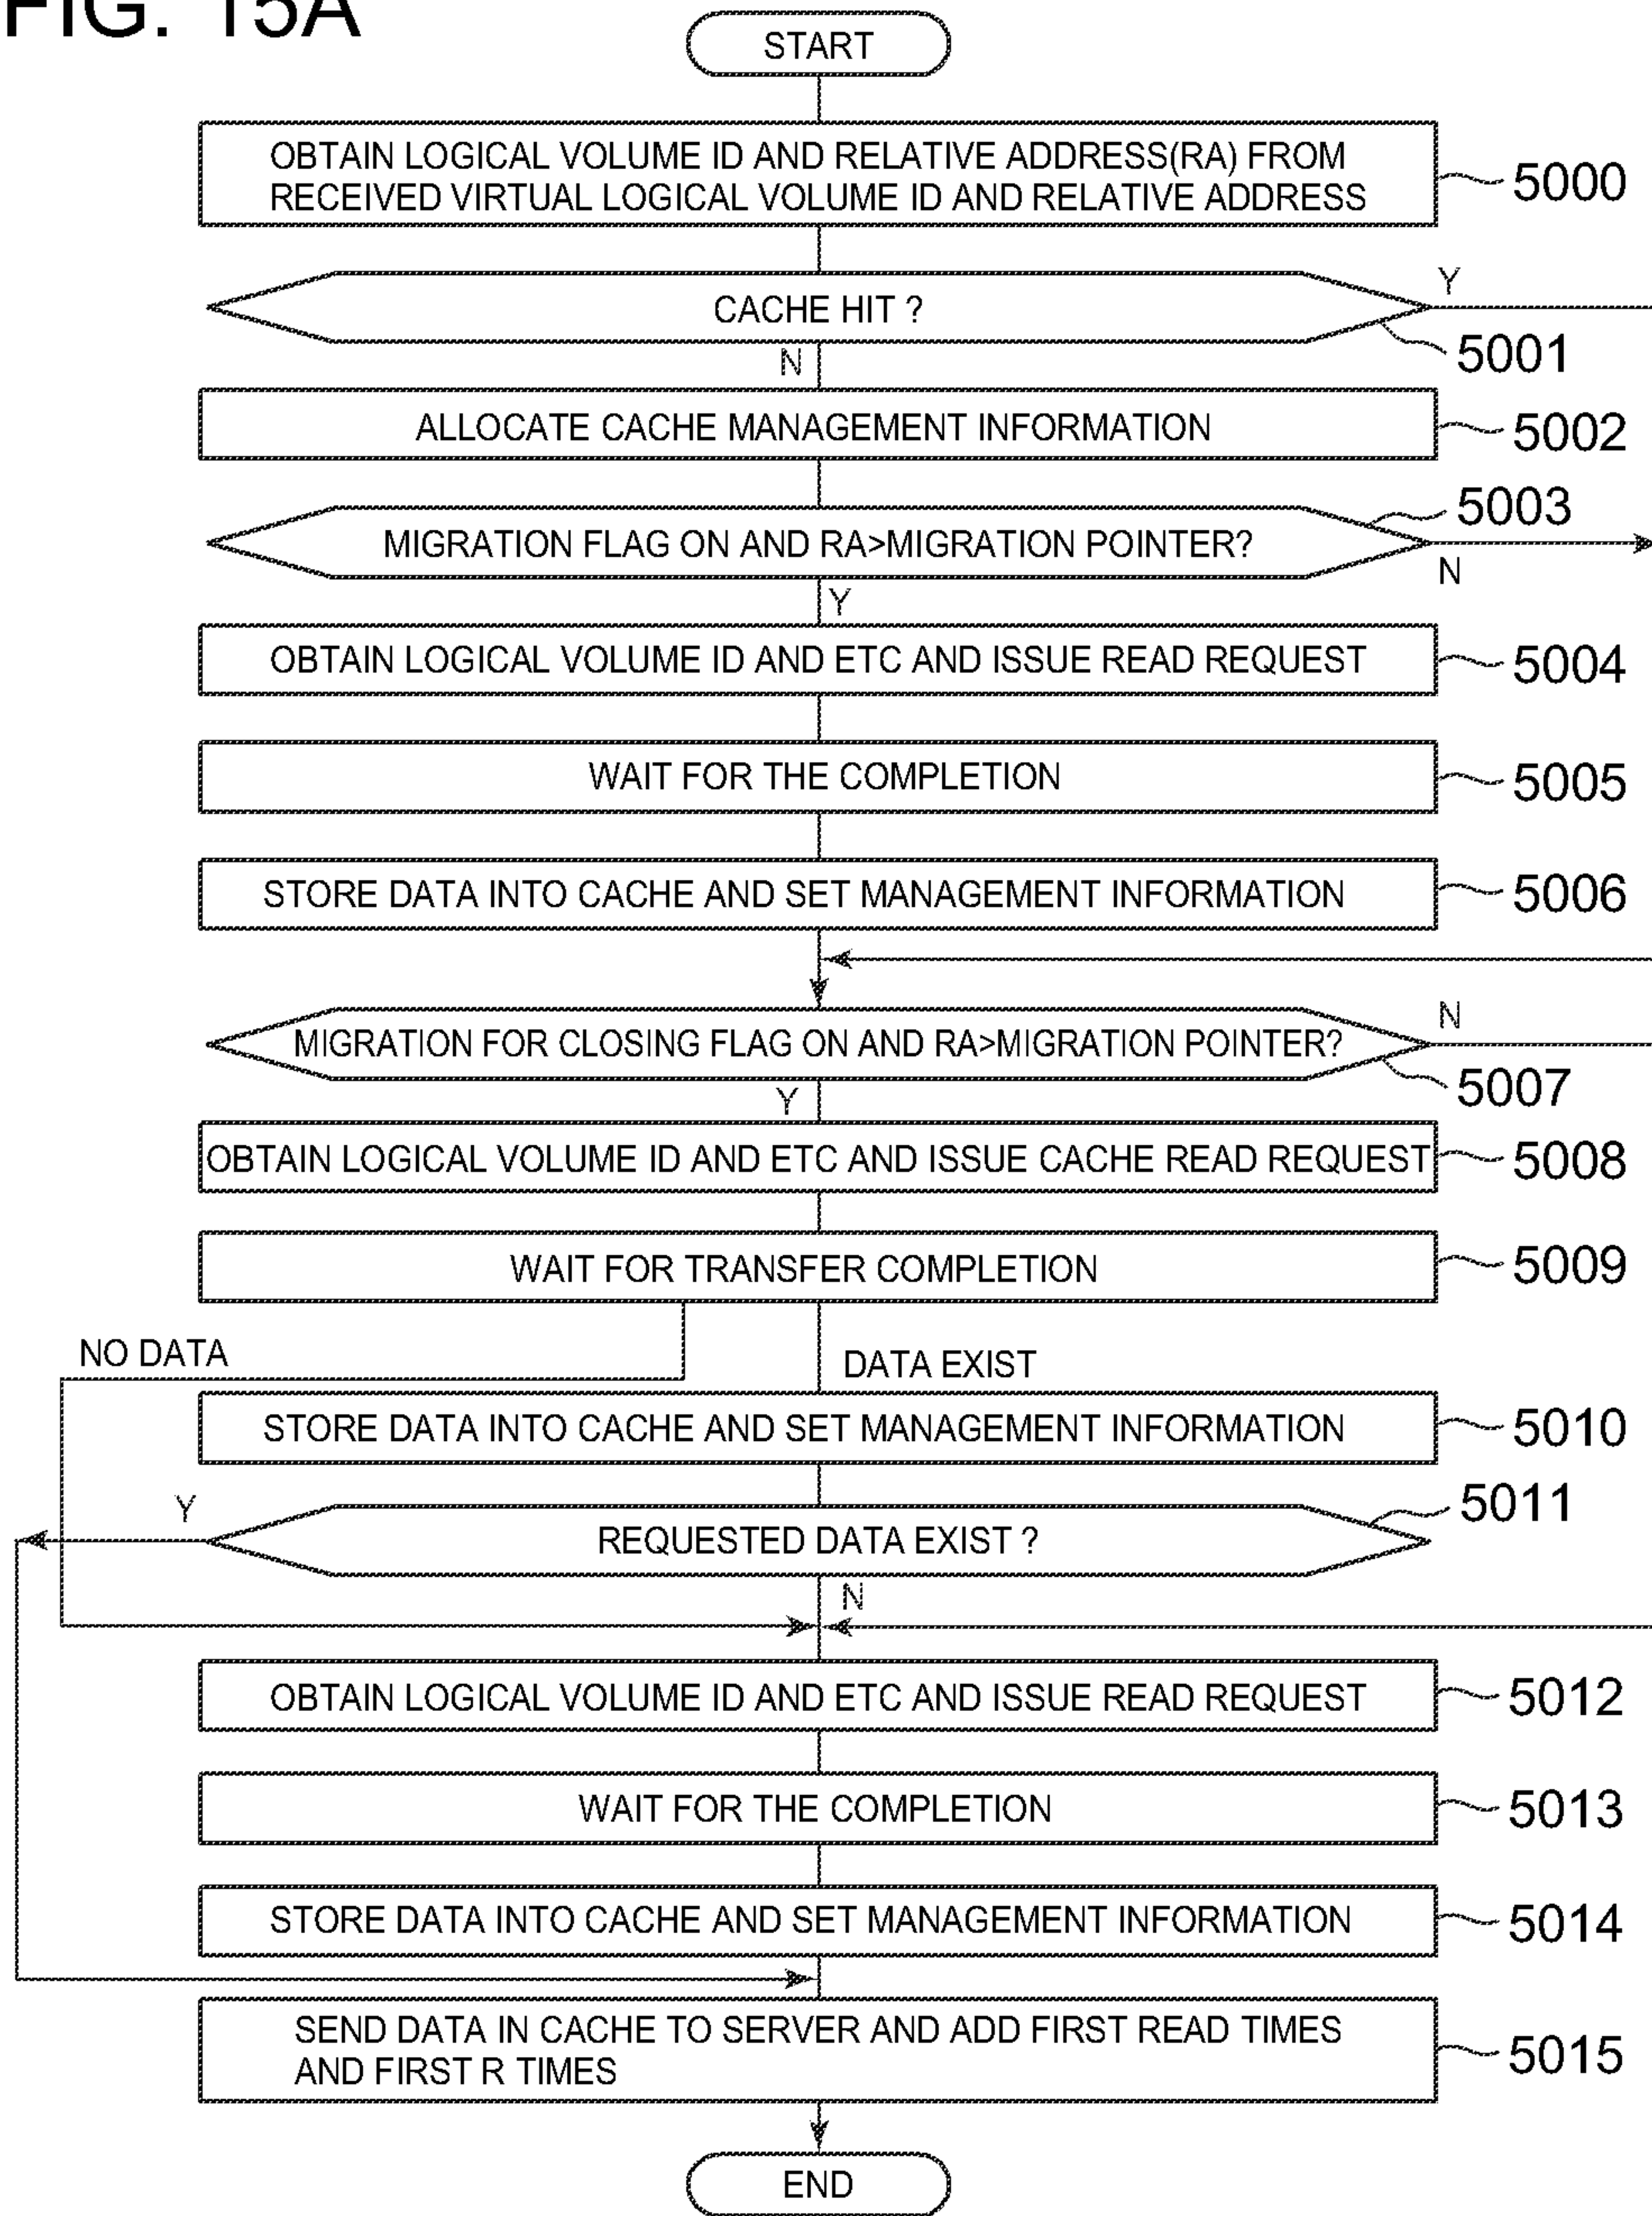 FIG. 15A
START
OBTAIN LOGICAL VOLUME ID AND RELATIVE ADDRESS(RA) FROM
RECEIVED VIRTUAL LOGICAL VOLUME ID AND RELATIVE ADDRESS
5000
Y
CACHE HIT ?
5001
N
ALLOCATE CACHE MANAGEMENT INFORMATION
5002
5003
MIGRATION FLAG ON AND RA>MIGRATION POINTER?
N
Y
OBTAIN LOGICAL VOLUME ID AND ETC AND ISSUE READ REQUEST
5004
WAIT FOR THE COMPLETION
5005
STORE DATA INTO CACHE AND SET MANAGEMENT INFORMATION
5006
N
MIGRATION FOR CLOSING FLAG ON AND RA>MIGRATION POINTER?
5007
Y
OBTAIN LOGICAL VOLUME ID AND ETC AND ISSUE CACHE READ REQUEST
5008
WAIT FOR TRANSFER COMPLETION
5009
NO DATA
DATA EXIST
STORE DATA INTO CACHE AND SET MANAGEMENT INFORMATION
5010
Y
5011
REQUESTED DATA EXIST ?
N
OBTAIN LOGICAL VOLUME ID AND ETC AND ISSUE READ REQUEST
5012
WAIT FOR THE COMPLETION
5013
STORE DATA INTO CACHE AND SET MANAGEMENT INFORMATION
5014
SEND DATA IN CACHE TO SERVER AND ADD FIRST READ TIMES
AND FIRST R TIMES
5015
END